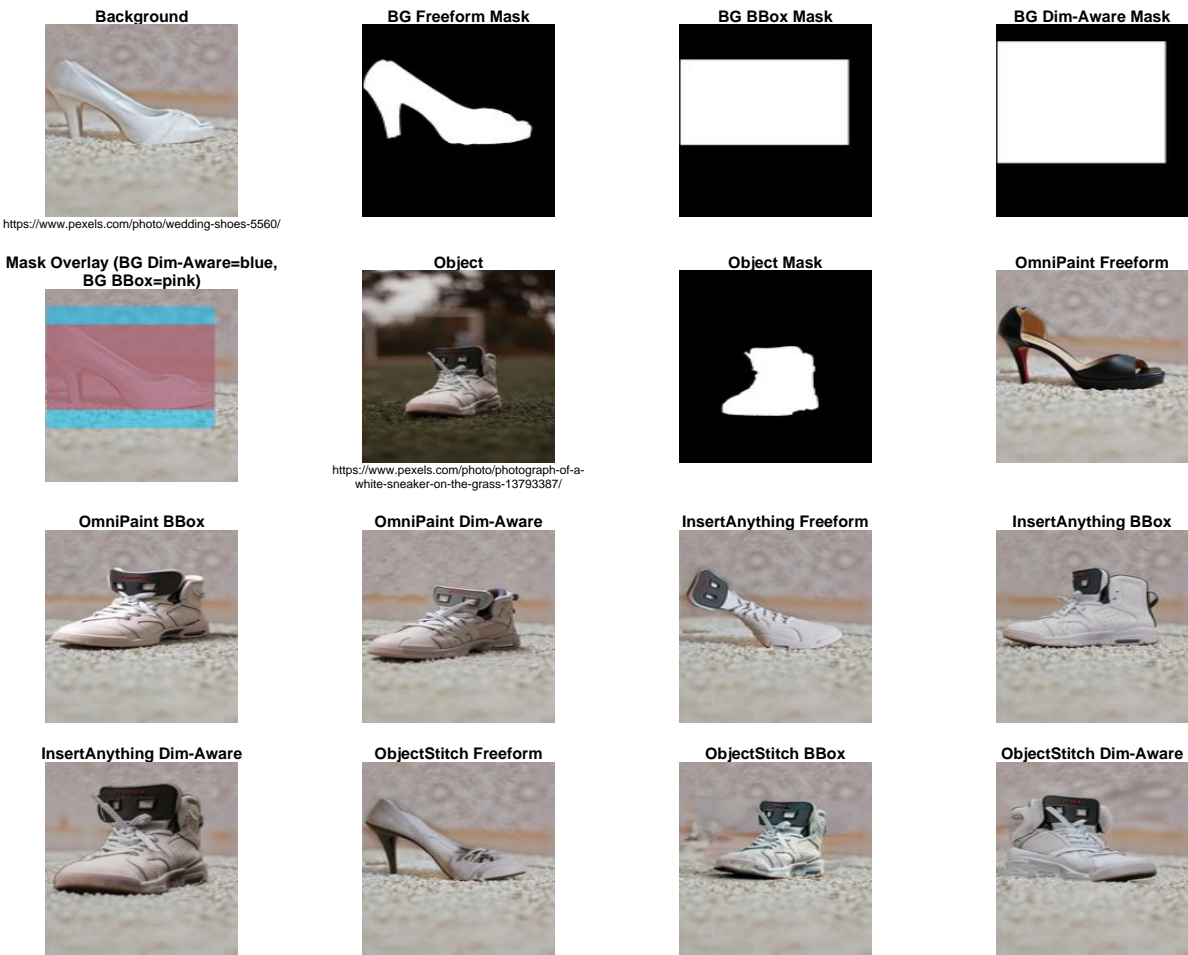 Background
BG Freeform Mask
BG BBox Mask
BG Dim-Aware Mask
https://www.pexels.com/photo/wedding-shoes-5560/
Mask Overlay (BG Dim-Aware=blue,
BG BBox=pink)
Object
Object Mask
OmniPaint Freeform
https://www.pexels.com/photo/photograph-of-a-
white-sneaker-on-the-grass-13793387/
OmniPaint BBox
OmniPaint Dim-Aware
InsertAnything Freeform
InsertAnything BBox
InsertAnything Dim-Aware
ObjectStitch Freeform
ObjectStitch BBox
ObjectStitch Dim-Aware